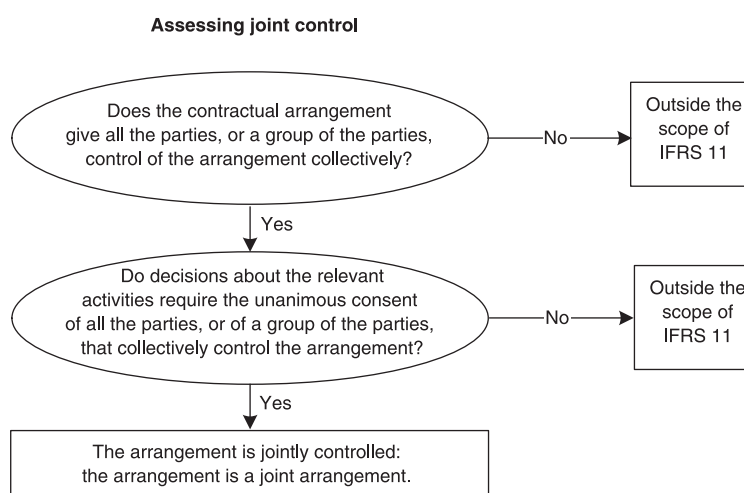 Assessing joint control
Does the contractual arrangement
give all the parties, or a group of the parties,
control of the arrangement collectively?
No
Outside the
scope of
IFRS 11
Yes
Do decisions about the relevant
activities require the unanimous consent
of all the parties, or of a group of the parties,
that collectively control the arrangement?
No
Outside the
scope of
IFRS 11
Yes
The arrangement is jointly controlled:
the arrangement is a joint arrangement.